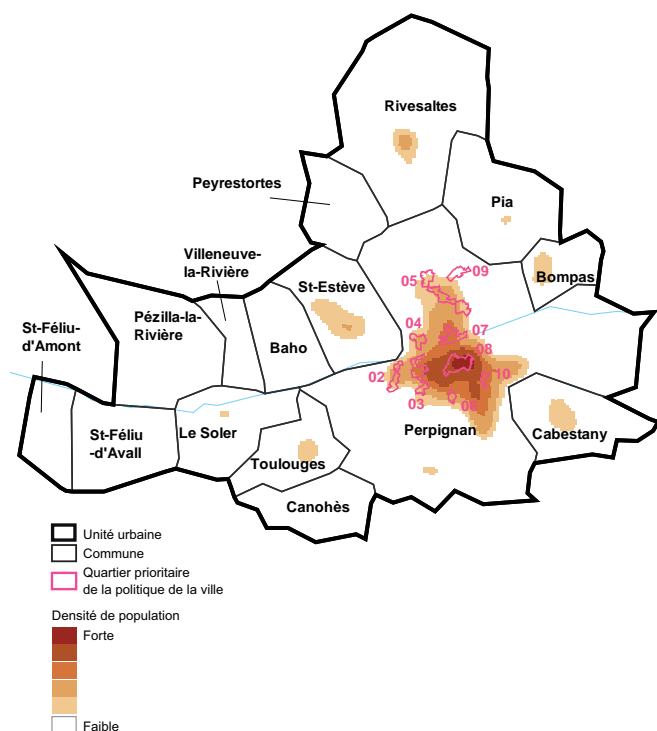 Rivesaltes
Peyrestortes
Pia
Villeneuve-
la-Rivière
05
09
Bompas
St-Estève
Pézilla-la-
Rivière
St-Féliu-
d'Amont
04
07
Baho
08
02
10
03
06
St-Féliu
-d'Avall
Le Soler
Perpignan
Cabestany
Toulouges
Canohès
Unité urbaine
Commune
Quartier prioritaire
de la politique de la ville
Densité de population
Forte
Faible